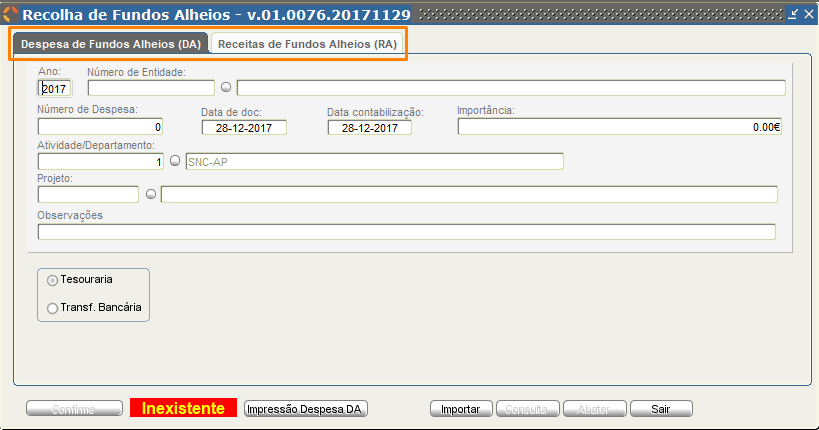 Recolha de Fundos Alheios - v.01.0076.20171129
Despesa de Fundos Alheios (DA) Receitas de Fundos Alheios (RA)
Ano: Número de Entidade:
2017
Número de Despesa: Data de doc: Data contabilização: Importância:
0 28-12-2017 28-12-2017 0.00€
Atividade/Departamento:
1 SNC-AP
Projeto:
Observações
Tesouraria
Transf. Bancária
Confirme Inexistente Impressão Despesa DA Importar Consulta Abater Sair